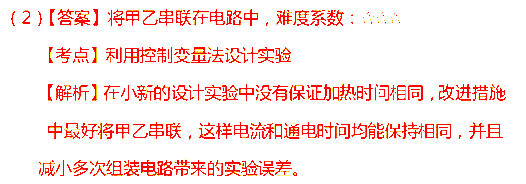 (2)【答案】将甲乙串联在电路中，难度系数：☆☆☆
【考点】利用控制变量法设计实验
【解析】在小新的设计实验中没有保证加热时间相同，改进措施
中最好将甲乙串联，这样电流和通电时间均能保持相同，并且
减小多次组装电路带来的实验误差。